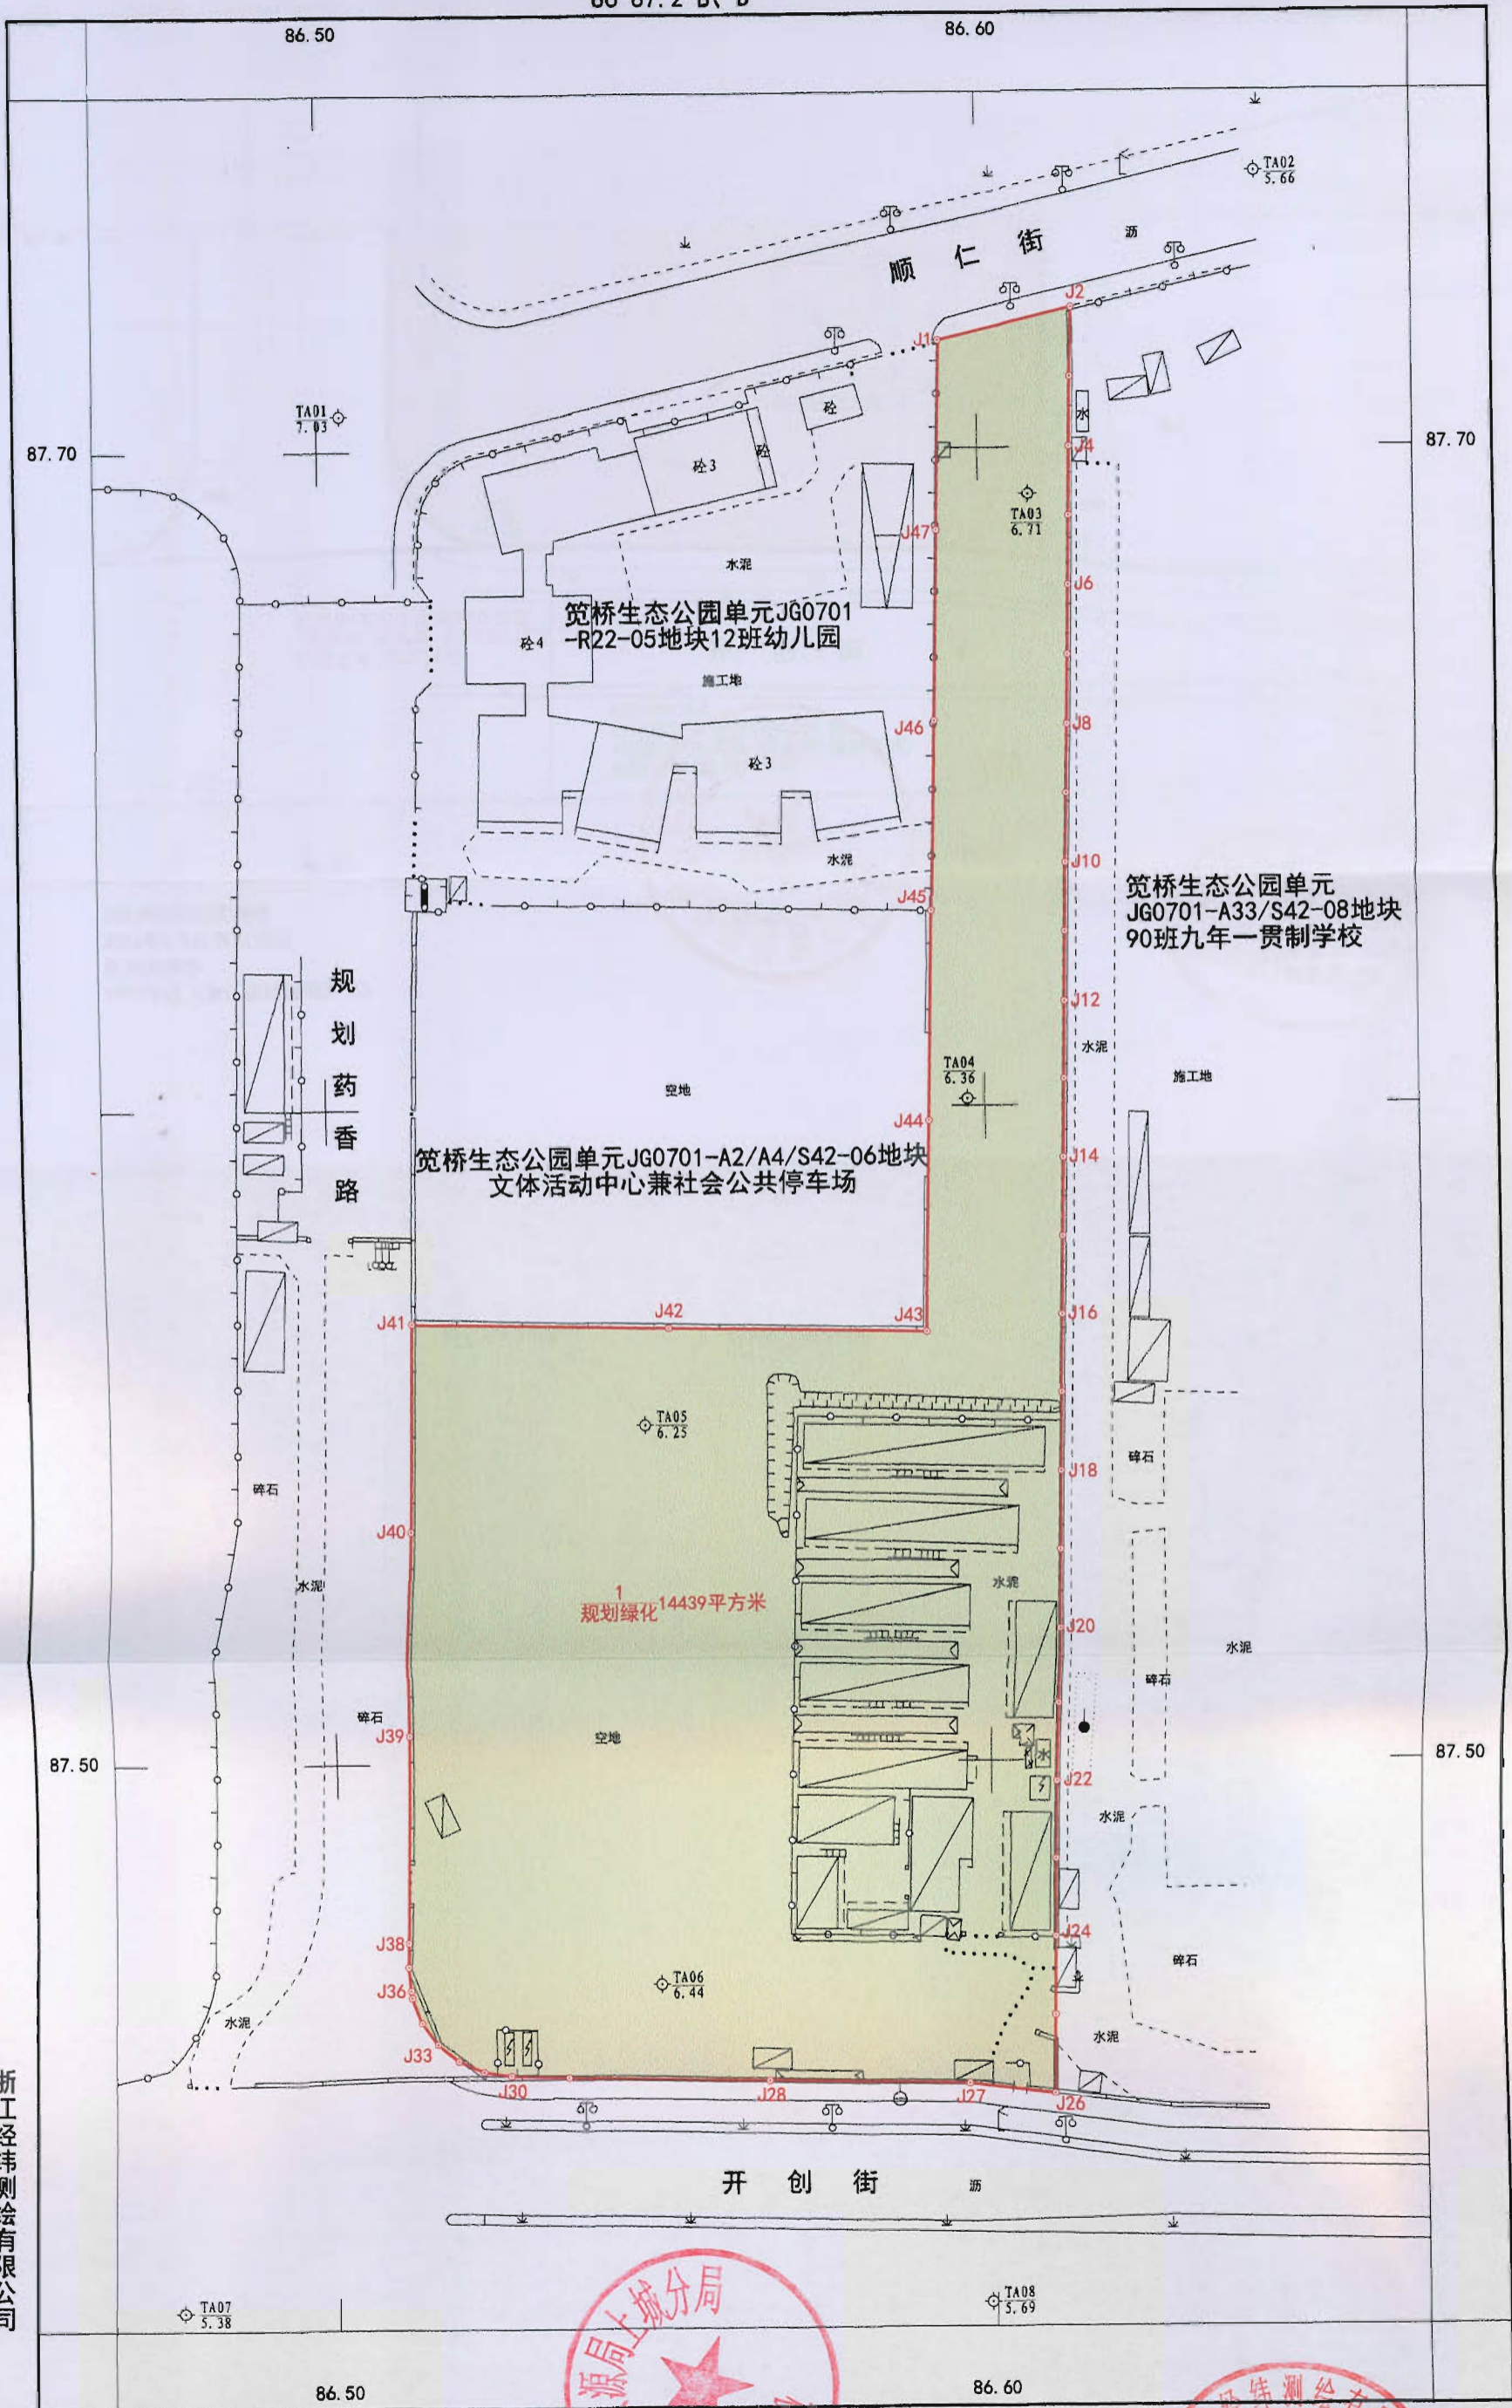 86.50
86.60
TA02
5.66
顺仁街
沥
J2
J1
TA01
7.03
砼
水
87.70
砼
J4
87.70
砼3
TA03
6.71
J47
水泥
J6
笕桥生态公园单元JG0701
-R22-05地块12班幼儿园
砼4
施工地
J46
J8
砼3
水泥
J10
J45
笕桥生态公园单元
JG0701-A33/S42-08地块
90班九年一贯制学校
规划药香路
J12
水泥
TA04
6.36
空地
施工地
J44
J14
笕桥生态公园单元JG0701-A2/A4/S42-06地块
文体活动中心兼社会公共停车场
J41
J42
J43
J16
TA05
6.25
碎石
J18
碎石
J40
水泥
水泥
1
规划绿化
14439平方米
J20
水泥
碎石
碎石
J39
空地
水
87.50
87.50
J22
水泥
J24
J38
碎石
TA06
6.44
J36
水泥
水泥
J33
J30
J28
J27
J26
开创街
沥
浙江经纬测绘有限公司
TA07
5.38
TA08
5.69
源局上城分局
86.50
86.60
纬测绘有